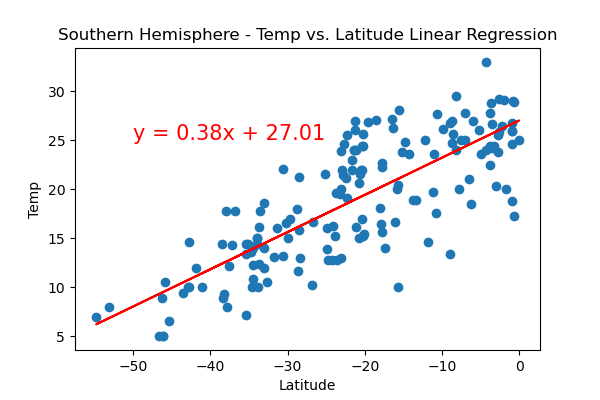 Southern Hemisphere - Temp vs. Latitude Linear Regression
y = 0.38x + 27.01
Temp
30
25
20
15
10
5
−50 −40 −30 −20 −10 0
Latitude